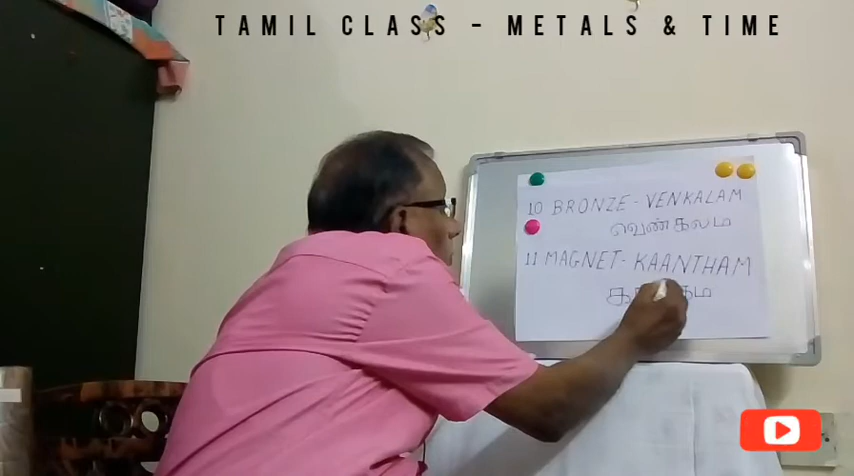 TAMIL CLASS - METALS & TIME
10 BRONZE - VENKALAM
வெண்கலம்
11 MAGNET - KAANTHAM